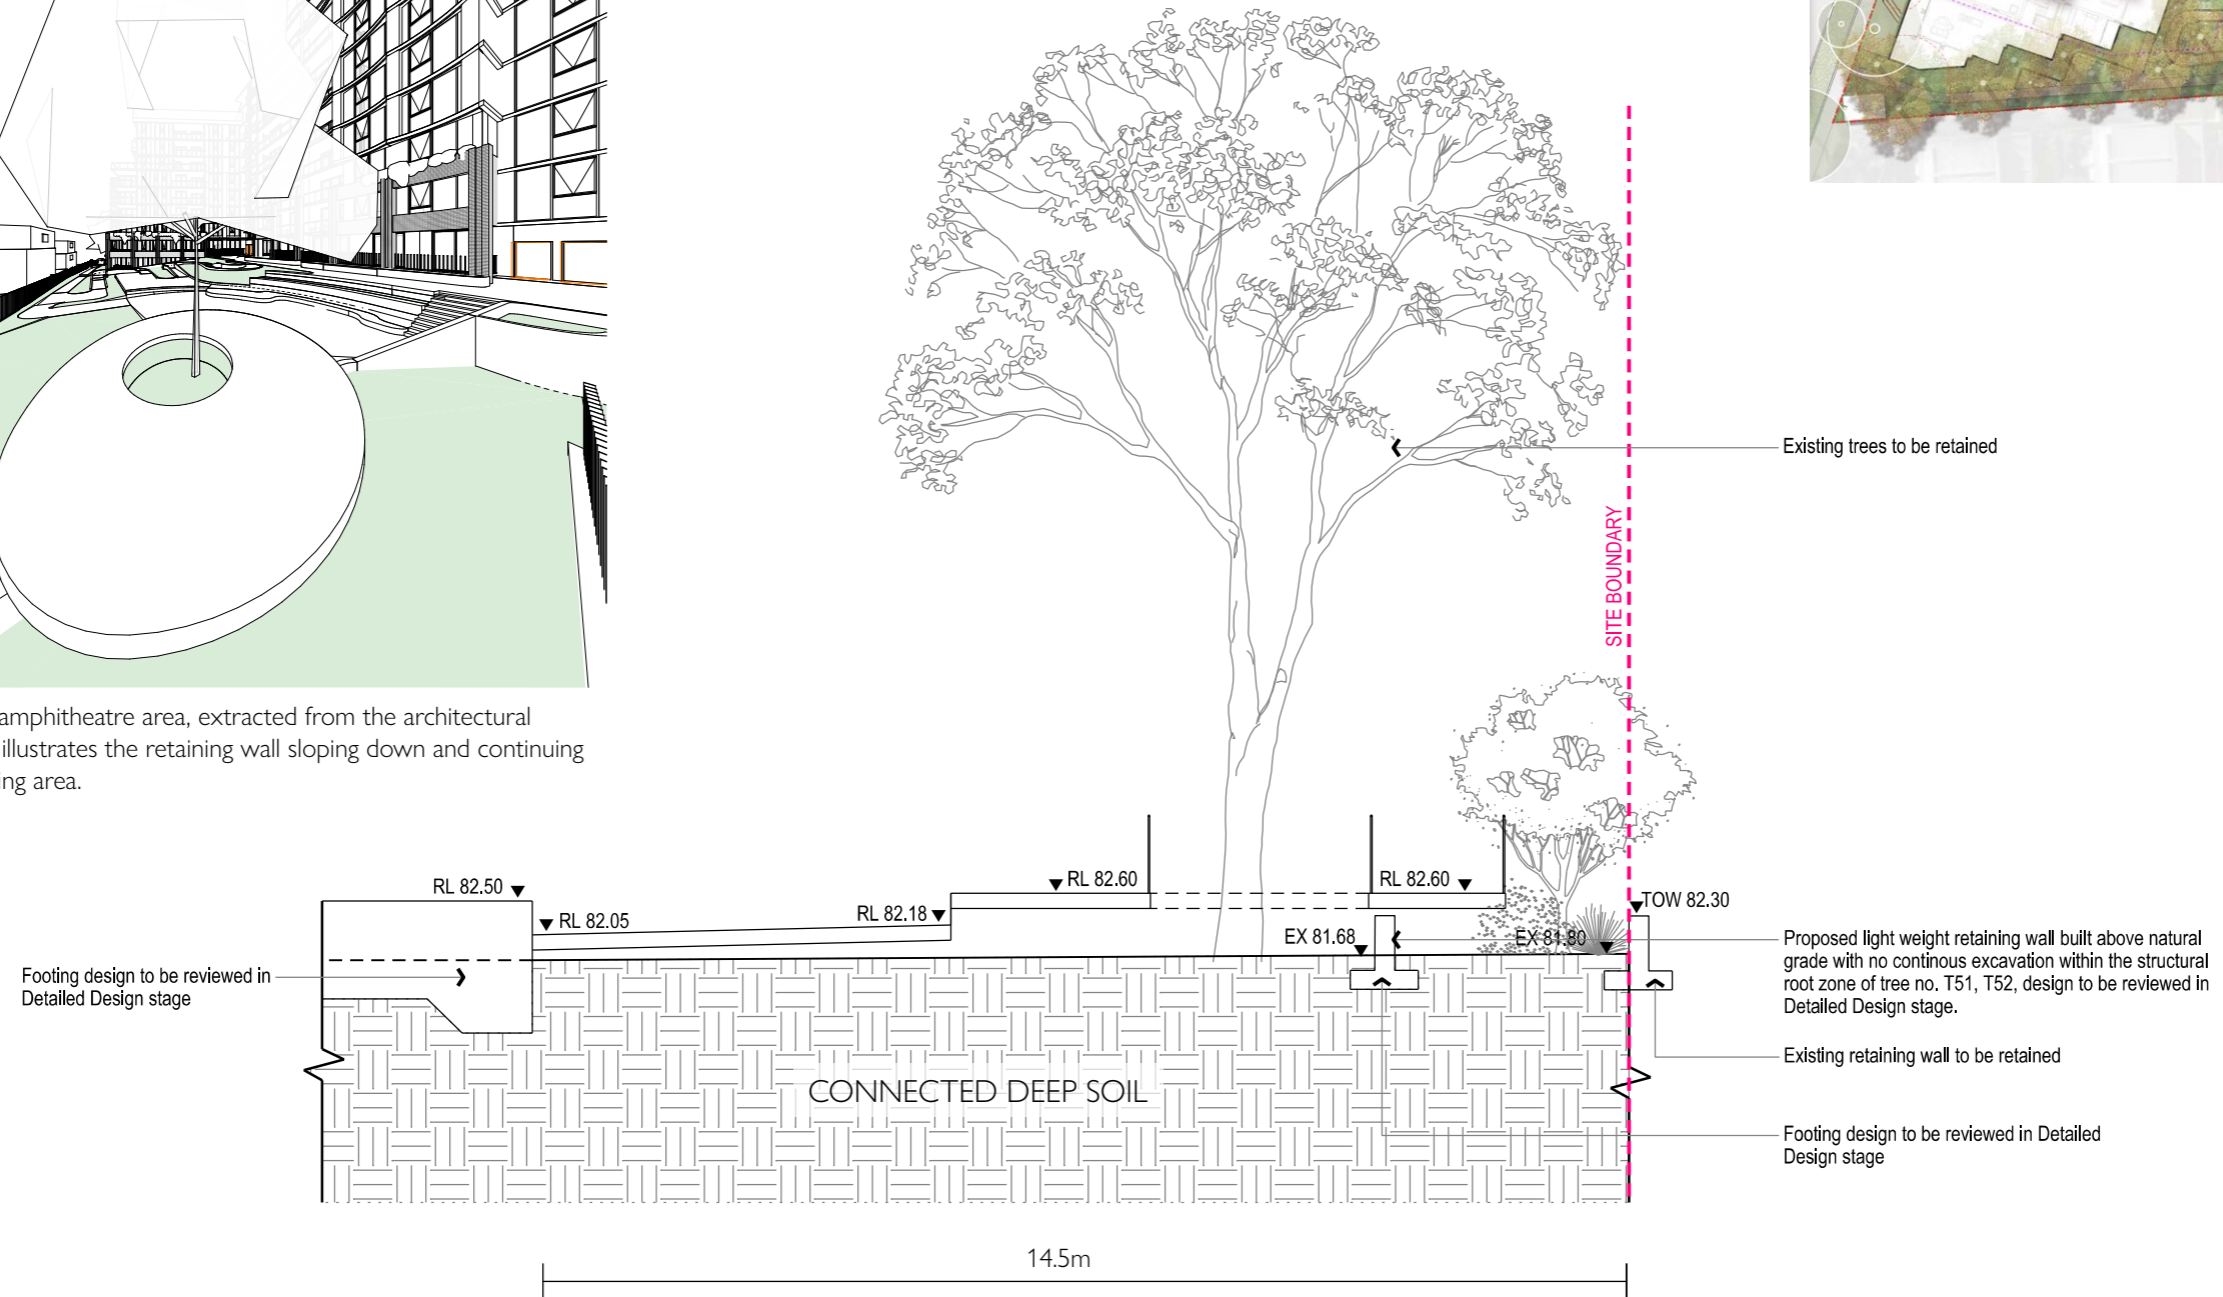 amphitheatre area, extracted from the architectural
illustrates the retaining wall sloping down and continuing
ing area.
Existing trees to be retained
SITE BOUNDARY
RL 82.50
RL 82.05
RL 82.18
RL 82.60
RL 82.60
TOW 82.30
EX 81.68
EX 81.80
Footing design to be reviewed in
Detailed Design stage
Proposed light weight retaining wall built above natural
grade with no continous excavation within the structural
root zone of tree no. T51, T52, design to be reviewed in
Detailed Design stage.
Existing retaining wall to be retained
CONNECTED DEEP SOIL
Footing design to be reviewed in Detailed
Design stage
14.5m